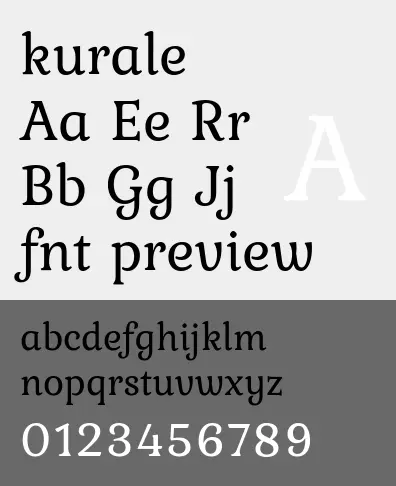 kurale
Aa Ee Rr
A
Bb Gg Jj
fnt preview
abcdefghijklm
nopqrstuvwxyz
0123456789